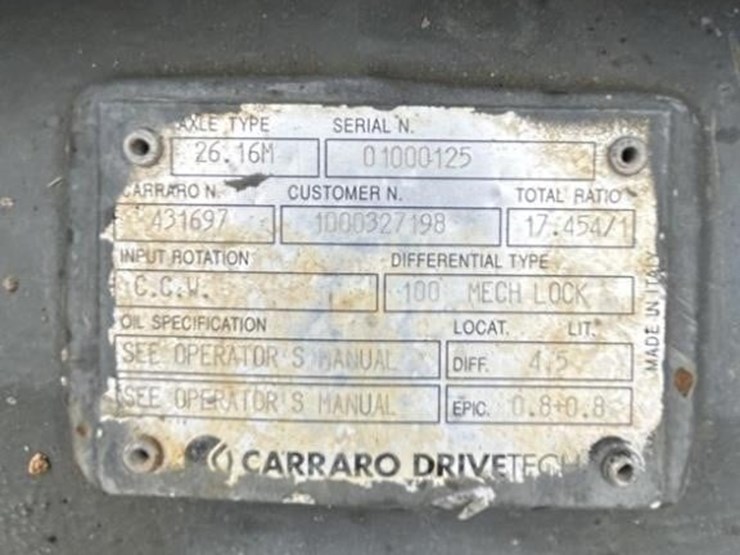 AXLE TYPE SERIAL N.
26.16M 01000425
CARRARO N. CUSTOMER N. TOTAL RATIO
431697 1000327198 17.454/1
INPUT ROTATION DIFFERENTIAL TYPE
C.C.W. 100 MECH LOCK
OIL SPECIFICATION LOCAT. LIT.
SEE OPERATOR'S MANUAL DIFF. 4.5
SEE OPERATOR'S MANUAL EPIC. 0.8+0.8
MADE IN ITALY
CARRARO DRIVETECH